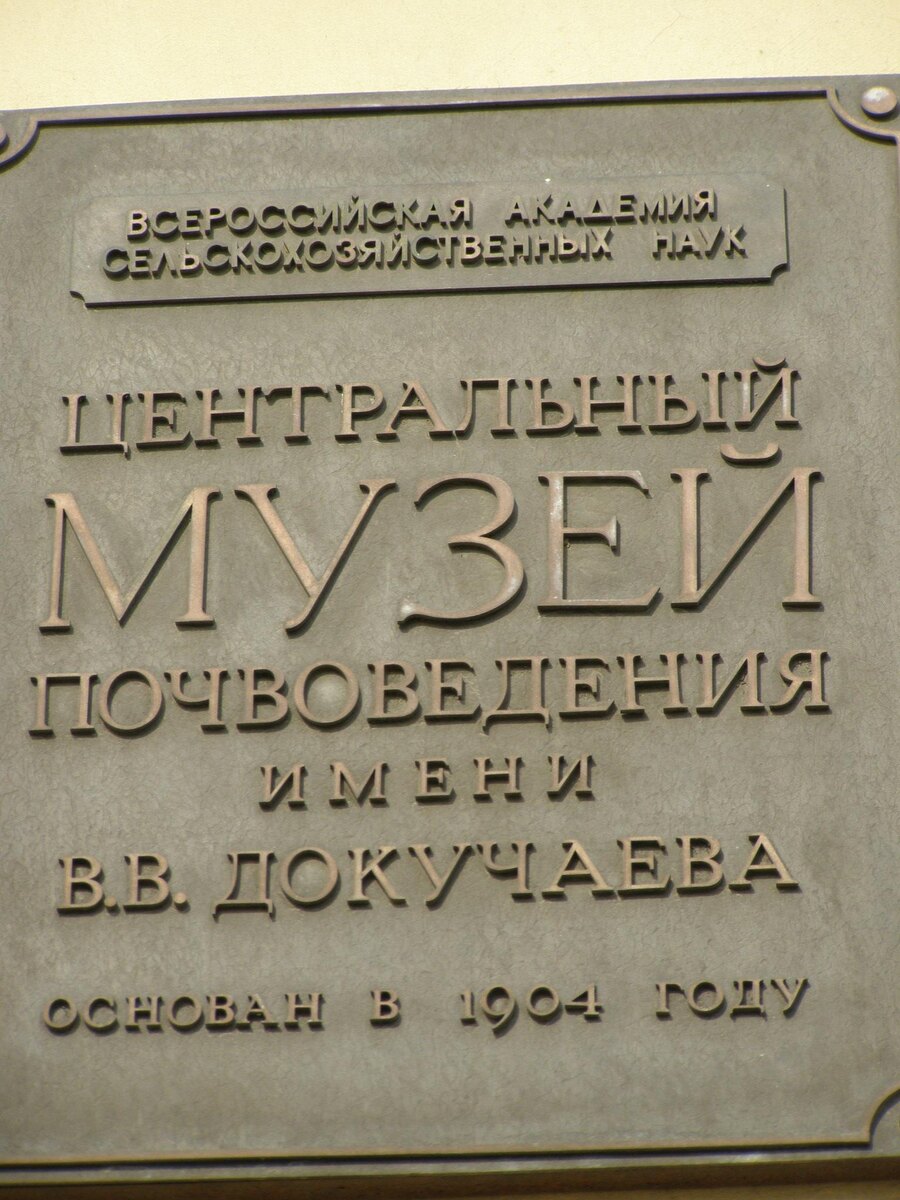 ВСЕРОССИЙСКАЯ АКАДЕМИЯ
СЕЛЬСКОХОЗЯЙСТВЕННЫХ НАУК
ЦЕНТРАЛЬНЫЙ
МУЗЕЙ
ПОЧВОВЕДЕНИЯ
ИМЕНИ
В.В. ДОКУЧАЕВА
ОСНОВАН В 1904 ГОДУ